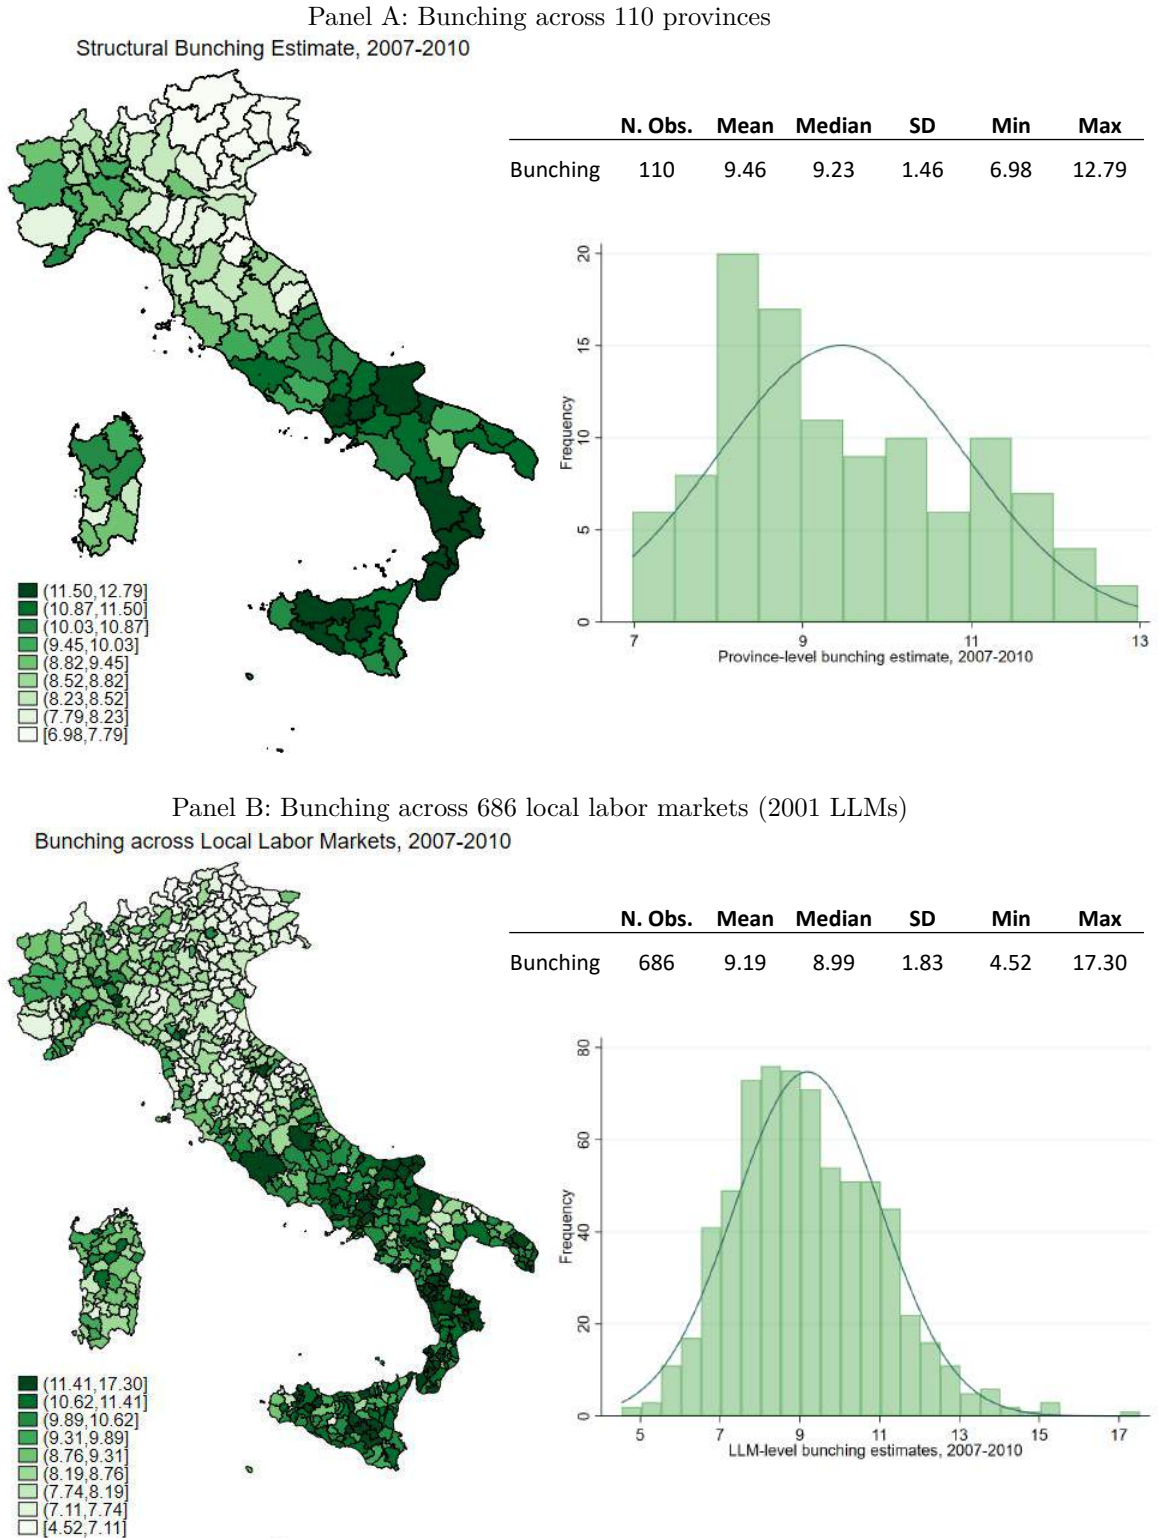 Panel A: Bunching across 110 provinces
Structural Bunching Estimate, 2007-2010
N. Obs. Mean Median SD Min Max
Bunching 110 9.46 9.23 1.46 6.98 12.79
20
15
10
5
0
Frequency
7 9 11 13
Province-level bunching estimate, 2007-2010
(11.50,12.79]
(10.87,11.50]
(10.03,10.87]
(9.45,10.03]
(8.82,9.45]
(8.52,8.82]
(8.23,8.52]
(7.79,8.23]
[6.98,7.79]
Panel B: Bunching across 686 local labor markets (2001 LLMs)
Bunching across Local Labor Markets, 2007-2010
N. Obs. Mean Median SD Min Max
Bunching 686 9.19 8.99 1.83 4.52 17.30
80
60
40
20
0
Frequency
5 7 9 11 13 15 17
LLM-level bunching estimates, 2007-2010
(11.41,17.30]
(10.62,11.41]
(9.89,10.62]
(9.31,9.89]
(8.76,9.31]
(8.19,8.76]
(7.74,8.19]
(7.11,7.74]
[4.52,7.11]